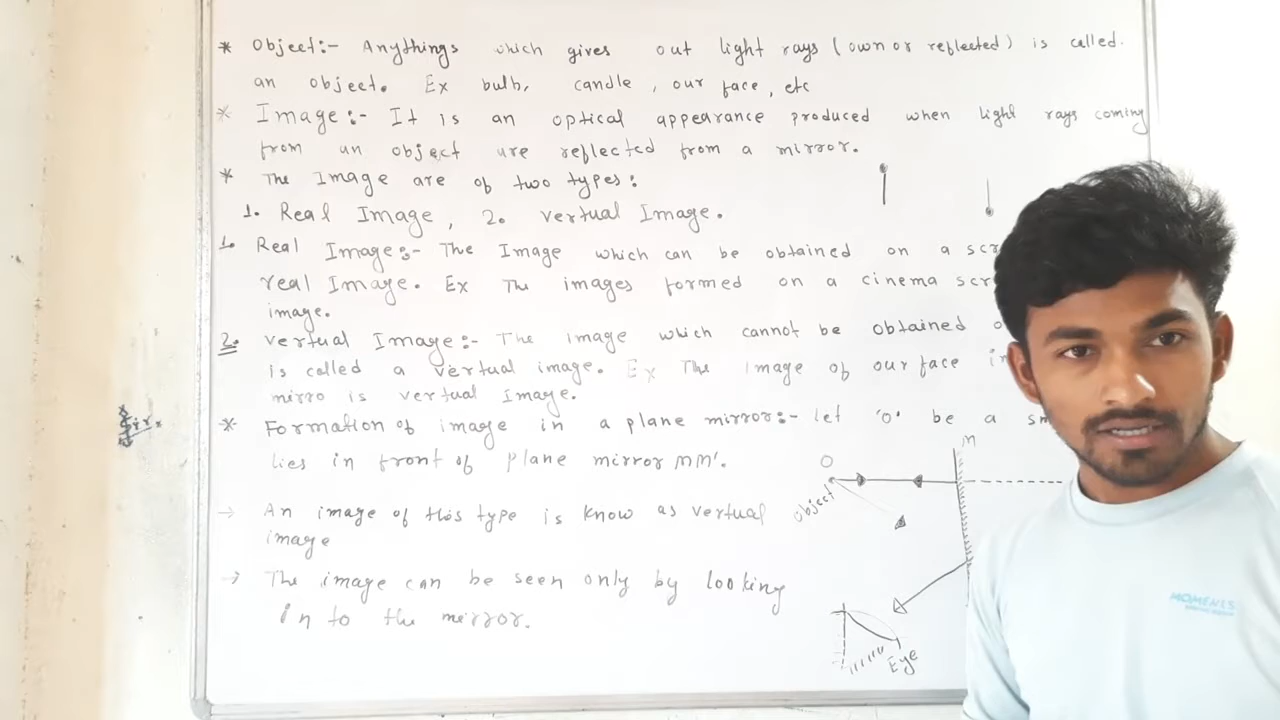 * Object:- Anythings which gives out light rays (own or reflected) is called.
an object. Ex bulb, candle, our face, etc
* Image:- It is an optical appearance produced when light rays coming
from an object are reflected from a mirror.
* The Image are of two types:
1. Real Image, 2. vertual Image.
1. Real Image:- The Image which can be obtained on a scr
real Image. Ex The images formed on a cinema scr
image.
2. vertual Image:- The image which cannot be obtained o
is called a vertual image. Ex The image of our face in
mirro is vertual Image.
* Formation of image in a plane mirror:- let 'O' be a sm
lies in front of plane mirror MM'.
→ An image of this type is know as vertual
image
→ The image can be seen only by looking
in to the mirror.
M
O
Object
Eye
MOMENTS